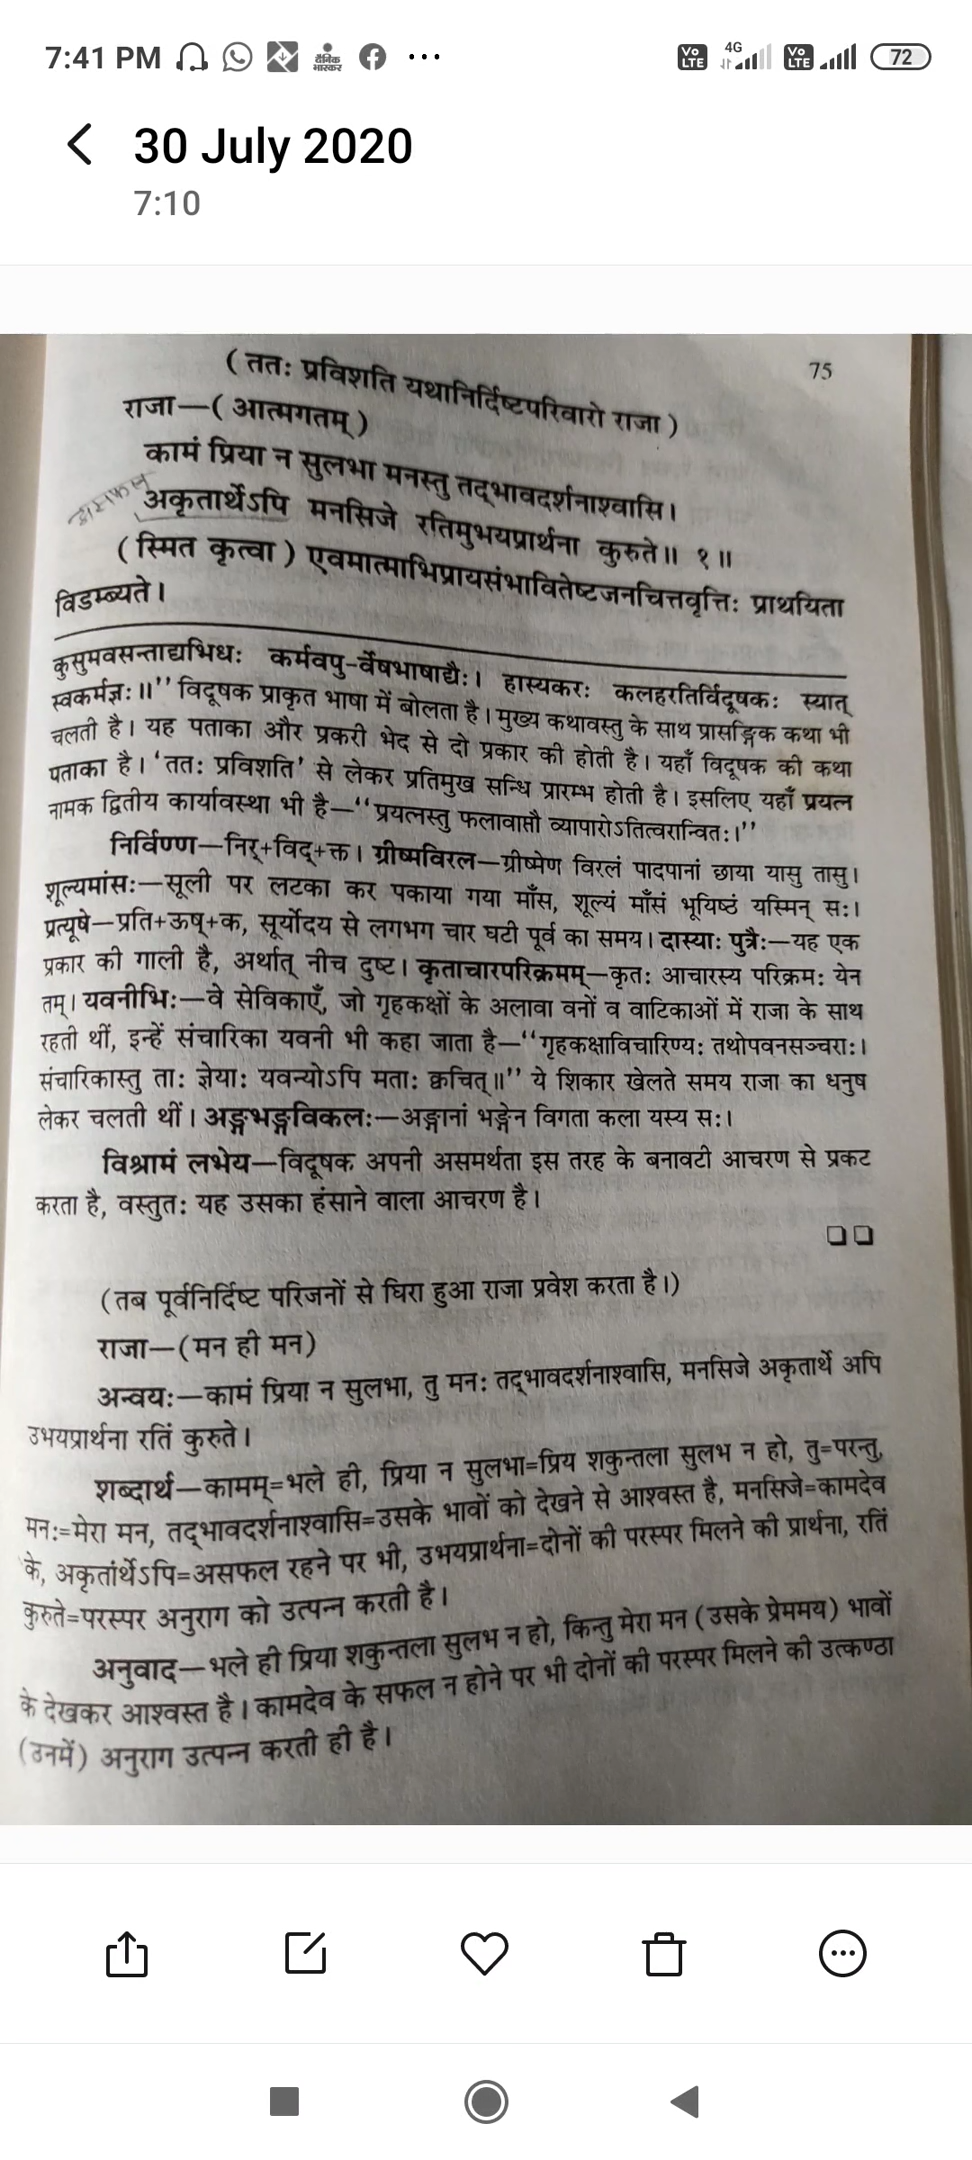 7:41 PM दैनिक भास्कर ... Vo LTE 4G Vo LTE 72
30 July 2020
7:10
75
( ततः प्रविशति यथानिर्दिष्टपरिवारो राजा )
राजा—( आत्मगतम् )
कामं प्रिया न सुलभा मनस्तु तद्भावदर्शनाश्वासि।
अकृतार्थेऽपि मनसिजे रतिमुभयप्रार्थना कुरुते॥ १॥
( स्मित कृत्वा ) एवमात्माभिप्रायसंभावितेष्टजनचित्तवृत्तिः प्राथयिता
विडम्ब्यते।
कुसुमवसन्ताद्यभिधः कर्मवपु-र्वेषभाषाद्यैः। हास्यकरः कलहरतिर्विदूषकः स्यात्
स्वकर्मज्ञः॥’’ विदूषक प्राकृत भाषा में बोलता है। मुख्य कथावस्तु के साथ प्रासङ्गिक कथा भी
चलती है। यह पताका और प्रकरी भेद से दो प्रकार की होती है। यहाँ विदूषक की कथा
पताका है। ‘ततः प्रविशति’ से लेकर प्रतिमुख सन्धि प्रारम्भ होती है। इसलिए यहाँ प्रयत्न
नामक द्वितीय कार्यावस्था भी है—‘‘प्रयत्नस्तु फलावाप्तौ व्यापारोऽतित्वरान्वितः।’’
निर्विण्ण—निर्+विद्+क्त। ग्रीष्मविरल—ग्रीष्मेण विरलं पादपानां छाया यासु तासु।
शूल्यमांसः—सूली पर लटका कर पकाया गया माँस, शूल्यं माँसं भूयिष्ठं यस्मिन् सः।
प्रत्यूषे—प्रति+ऊष्+क, सूर्योदय से लगभग चार घटी पूर्व का समय। दास्याः पुत्रैः—यह एक
प्रकार की गाली है, अर्थात् नीच दुष्ट। कृताचारपरिक्रमम्—कृतः आचारस्य परिक्रमः येन
तम्। यवनीभिः—वे सेविकाएँ, जो गृहकक्षों के अलावा वनों व वाटिकाओं में राजा के साथ
रहती थीं, इन्हें संचारिका यवनी भी कहा जाता है—‘‘गृहकक्षाविचारिण्यः तथोपवनसञ्चराः।
संचारिकास्तु ताः ज्ञेयाः यवन्योऽपि मताः क्वचित्॥’’ ये शिकार खेलते समय राजा का धनुष
लेकर चलती थीं। अङ्गभङ्गविकलः—अङ्गानां भङ्गेन विगता कला यस्य सः।
विश्रामं लभेय—विदूषक अपनी असमर्थता इस तरह के बनावटी आचरण से प्रकट
करता है, वस्तुतः यह उसका हंसाने वाला आचरण है।
❑❑
(तब पूर्वनिर्दिष्ट परिजनों से घिरा हुआ राजा प्रवेश करता है।)
राजा—(मन ही मन)
अन्वयः—कामं प्रिया न सुलभा, तु मनः तद्भावदर्शनाश्वासि, मनसिजे अकृतार्थे अपि
उभयप्रार्थना रतिं कुरुते।
शब्दार्थ—कामम्=भले ही, प्रिया न सुलभा=प्रिय शकुन्तला सुलभ न हो, तु=परन्तु,
मनः=मेरा मन, तद्भावदर्शनाश्वासि=उसके भावों को देखने से आश्वस्त है, मनसिजे=कामदेव
के, अकृतांर्थेऽपि=असफल रहने पर भी, उभयप्रार्थना=दोनों की परस्पर मिलने की प्रार्थना, रतिं
कुरुते=परस्पर अनुराग को उत्पन्न करती है।
अनुवाद—भले ही प्रिया शकुन्तला सुलभ न हो, किन्तु मेरा मन (उसके प्रेममय) भावों
के देखकर आश्वस्त है। कामदेव के सफल न होने पर भी दोनों की परस्पर मिलने की उत्कण्ठा
(उनमें) अनुराग उत्पन्न करती ही है।